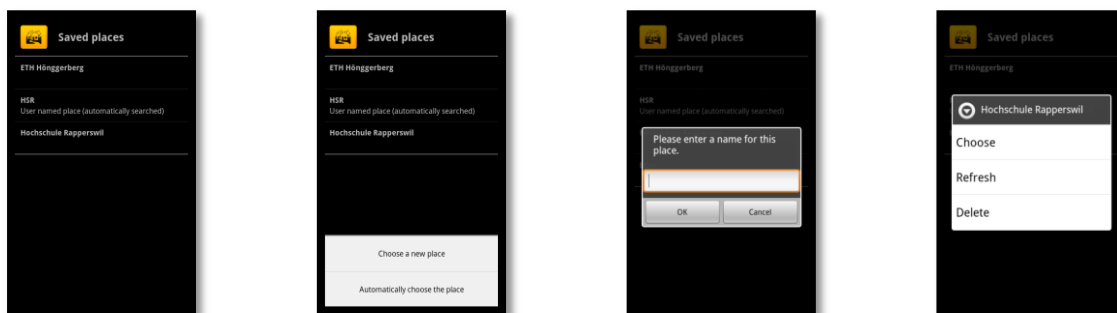 Saved places
ETH Hönggerberg
HSR
User named place (automatically searched)
Hochschule Rapperswil
Saved places
ETH Hönggerberg
HSR
User named place (automatically searched)
Hochschule Rapperswil
Choose a new place
Automatically choose the place
Saved places
ETH Hönggerberg
HSR
User named place (automatically searched)
Please enter a name for this
place.
OK
Cancel
Saved places
ETH Hönggerberg
Hochschule Rapperswil
Choose
Refresh
Delete